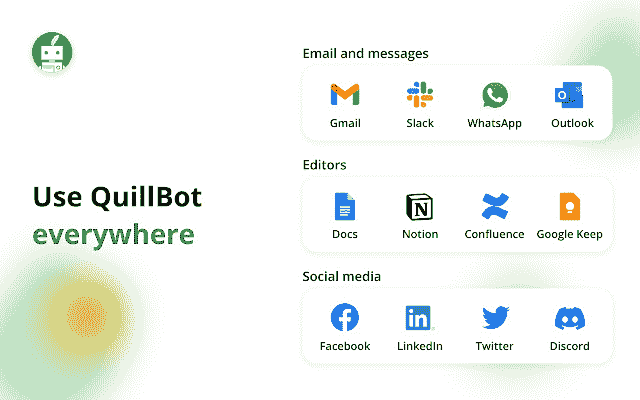 Use QuillBot
everywhere
Email and messages
Gmail
Slack
WhatsApp
Outlook
Editors
Docs
Notion
Confluence
Google Keep
Social media
Facebook
LinkedIn
Twitter
Discord